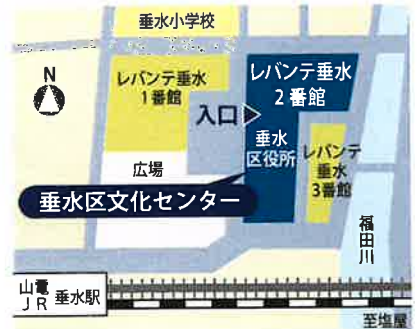 垂水小学校
N
レバンテ垂水
1番館
レバンテ垂水
2番館
入口
垂水
区役所
レバンテ
垂水
3番館
広場
垂水区文化センター
福田川
山電
JR
垂水駅
至塩屋